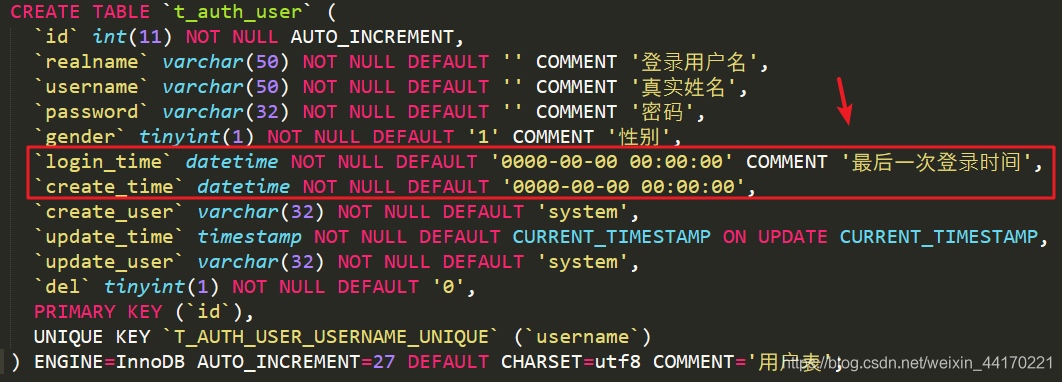 CREATE TABLE `t_auth_user` (
`id` int(11) NOT NULL AUTO_INCREMENT,
`realname` varchar(50) NOT NULL DEFAULT '' COMMENT '登录用户名',
`username` varchar(50) NOT NULL DEFAULT '' COMMENT '真实姓名',
`password` varchar(32) NOT NULL DEFAULT '' COMMENT '密码',
`gender` tinyint(1) NOT NULL DEFAULT '1' COMMENT '性别',
`login_time` datetime NOT NULL DEFAULT '0000-00-00 00:00:00' COMMENT '最后一次登录时间',
`create_time` datetime NOT NULL DEFAULT '0000-00-00 00:00:00',
`create_user` varchar(32) NOT NULL DEFAULT 'system',
`update_time` timestamp NOT NULL DEFAULT CURRENT_TIMESTAMP ON UPDATE CURRENT_TIMESTAMP,
`update_user` varchar(32) NOT NULL DEFAULT 'system',
`del` tinyint(1) NOT NULL DEFAULT '0',
PRIMARY KEY (`id`),
UNIQUE KEY `T_AUTH_USER_USERNAME_UNIQUE` (`username`)
) ENGINE=InnoDB AUTO_INCREMENT=27 DEFAULT CHARSET=utf8 COMMENT='用户表';
https://blog.csdn.net/weixin_44170221